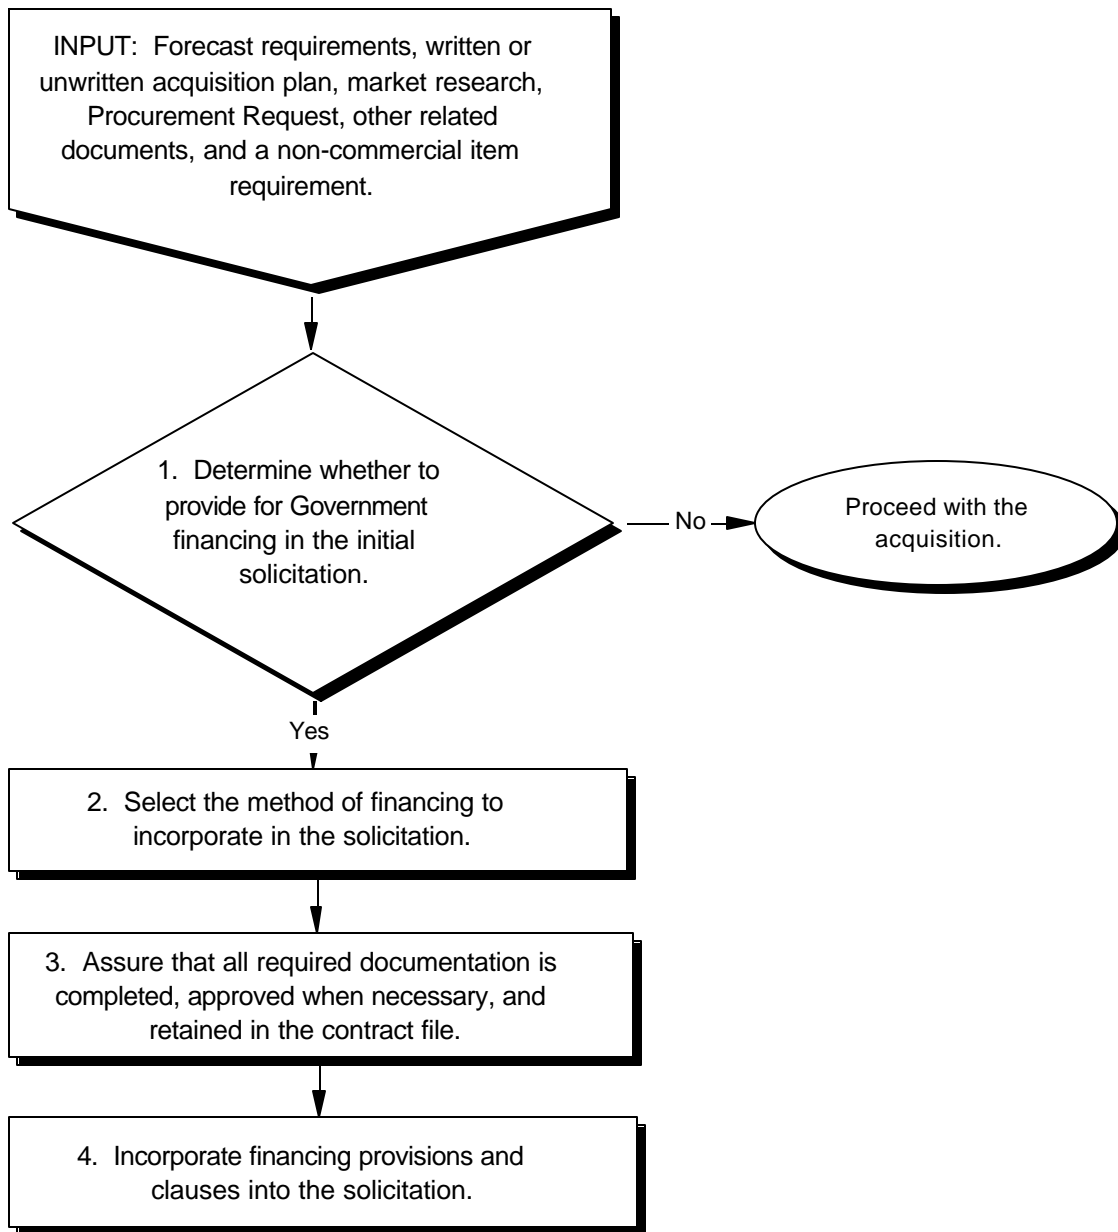 INPUT: Forecast requirements, written or
unwritten acquisition plan, market research,
Procurement Request, other related
documents, and a non-commercial item
requirement.
1. Determine whether to
provide for Government
financing in the initial
solicitation.
No
Proceed with the
acquisition.
Yes
2. Select the method of financing to
incorporate in the solicitation.
3. Assure that all required documentation is
completed, approved when necessary, and
retained in the contract file.
4. Incorporate financing provisions and
clauses into the solicitation.